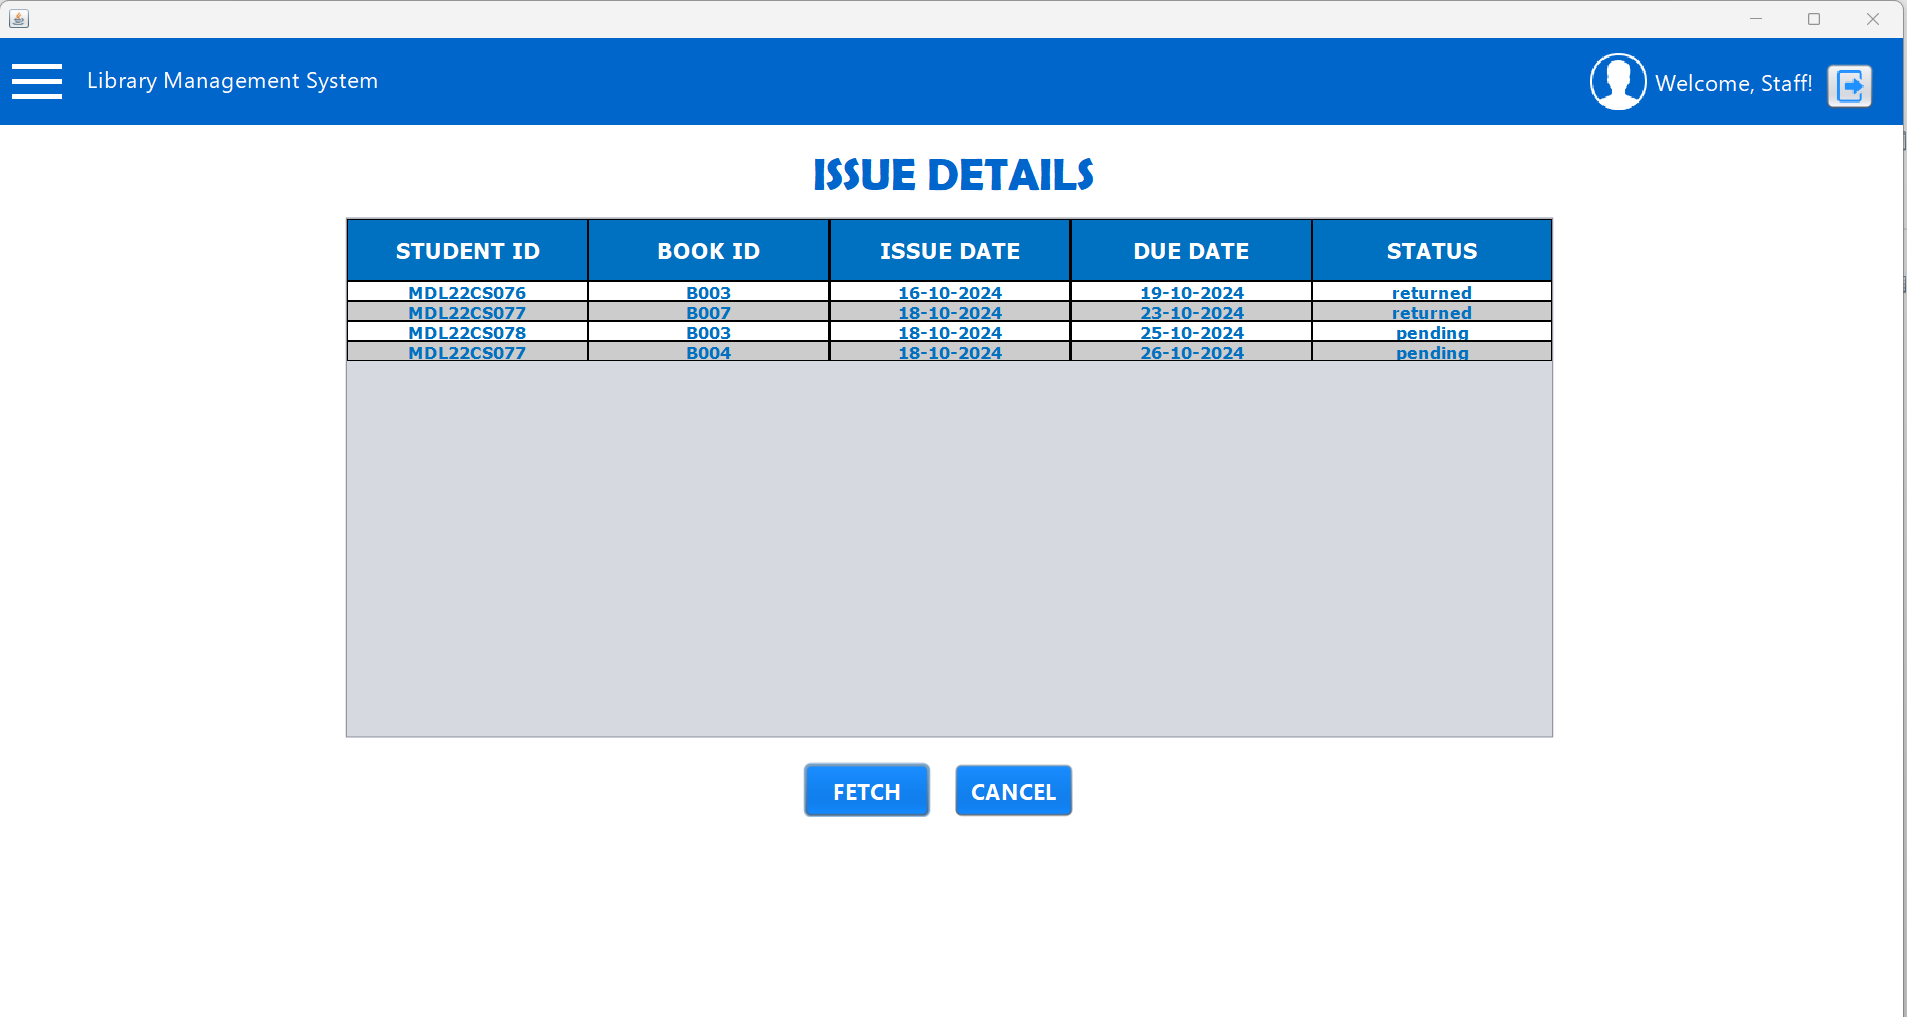 Library Management System
Welcome, Staff!
ISSUE DETAILS
STUDENT ID BOOK ID ISSUE DATE DUE DATE STATUS
MDL22CS076 B003 16-10-2024 19-10-2024 returned
MDL22CS077 B007 18-10-2024 23-10-2024 returned
MDL22CS078 B003 18-10-2024 25-10-2024 pending
MDL22CS077 B004 18-10-2024 26-10-2024 pending
FETCH CANCEL